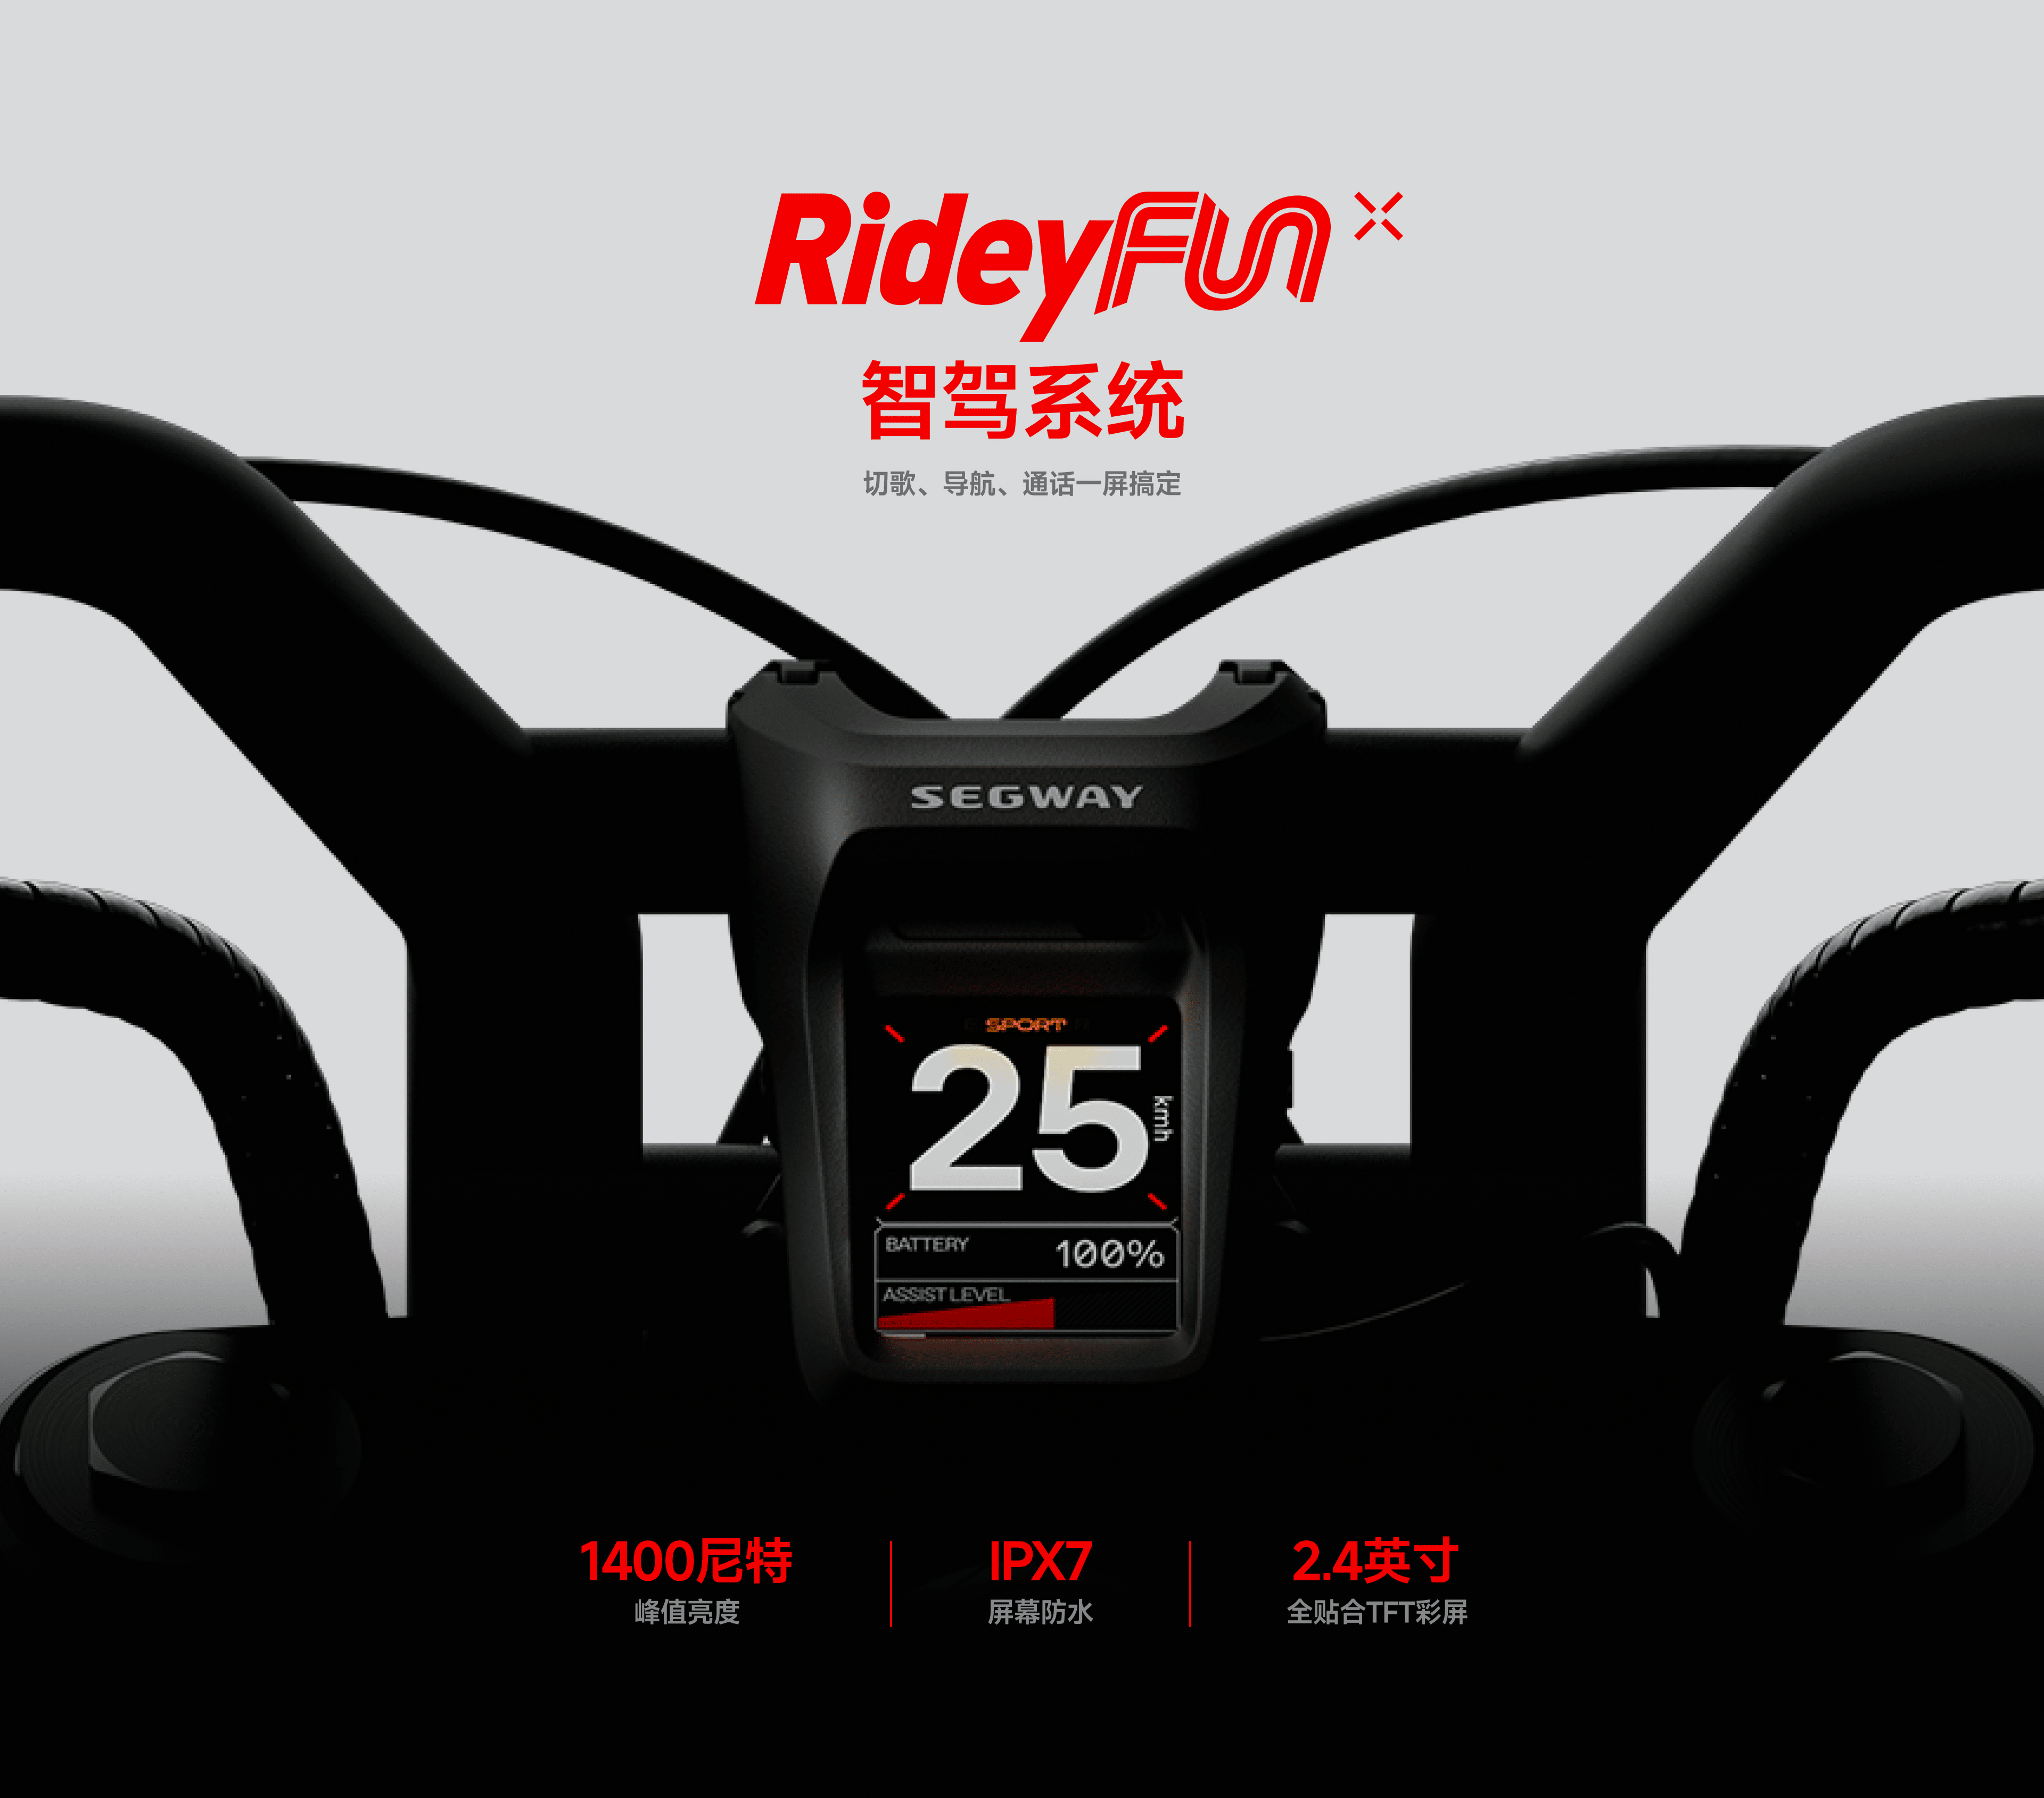 RideyFUN×
智驾系统
切歌、导航、通话一屏搞定
SEGWAY
SPORT
25
kmh
BATTERY
100%
ASSIST LEVEL
1400尼特
峰值亮度
IPX7
屏幕防水
2.4英寸
全贴合TFT彩屏